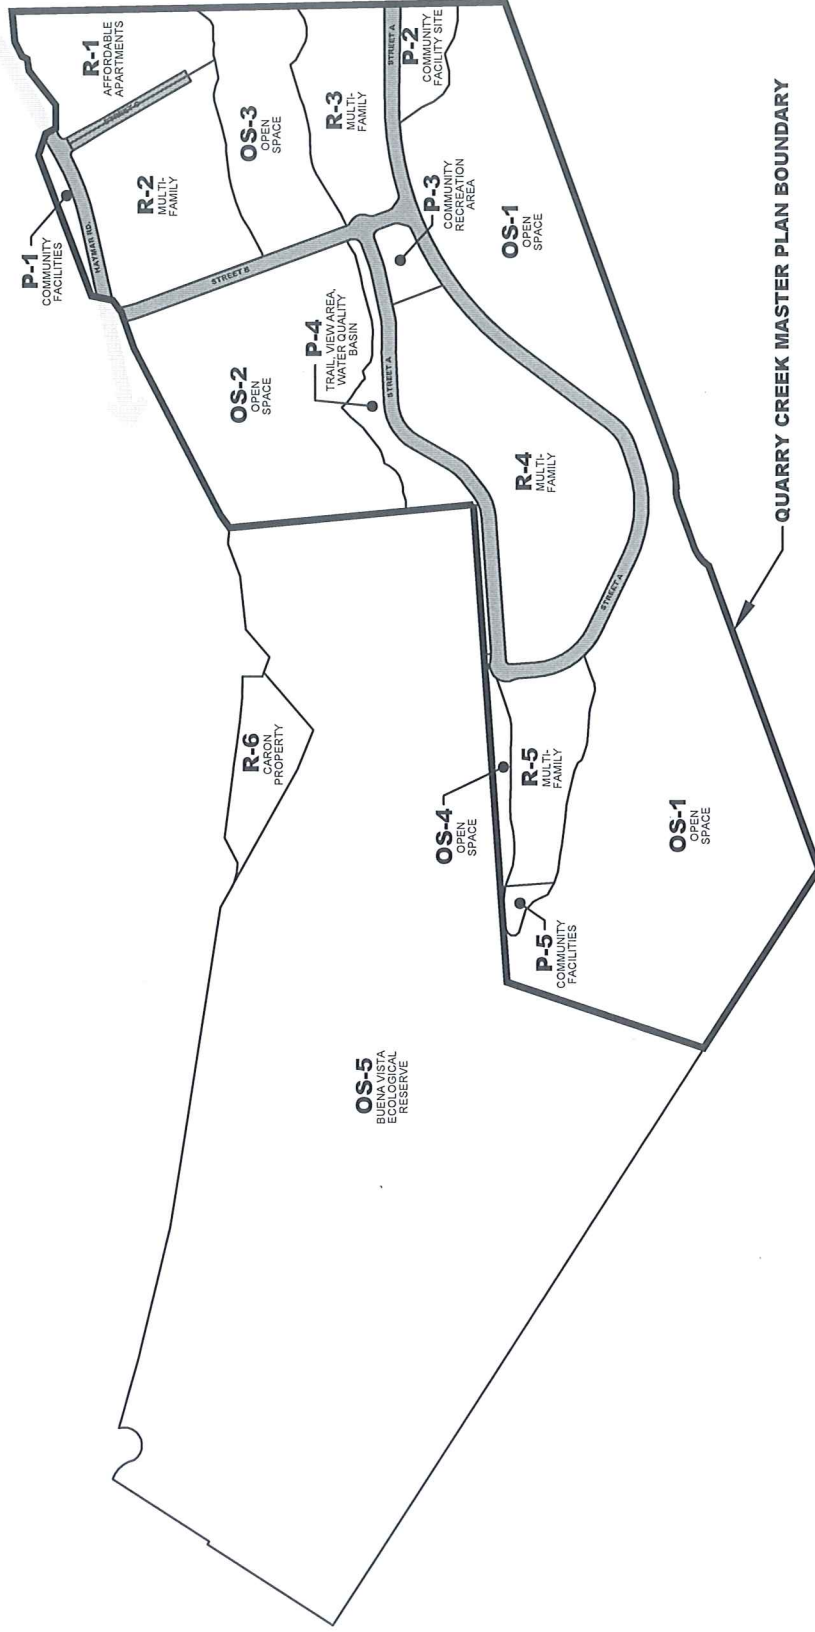 P-1
COMMUNITY
FACILITIES
R-1
AFFORDABLE
APARTMENTS
HAYMAR RD.
R-2
MULTI-
FAMILY
STREET B
OS-2
OPEN
SPACE
OS-3
OPEN
SPACE
R-6
CARON
PROPERTY
P-4
TRAIL, VIEW AREA,
WATER QUALITY
BASIN
R-3
MULTI-
FAMILY
OS-5
BUENA VISTA
ECOLOGICAL
RESERVE
STREET A
STREET A
P-2
COMMUNITY
FACILITY SITE
P-3
COMMUNITY
RECREATION
AREA
OS-4
OPEN
SPACE
OS-1
OPEN
SPACE
R-4
MULTI-
FAMILY
R-5
MULTI-
FAMILY
P-5
COMMUNITY
FACILITIES
STREET A
OS-1
OPEN
SPACE
QUARRY CREEK MASTER PLAN BOUNDARY